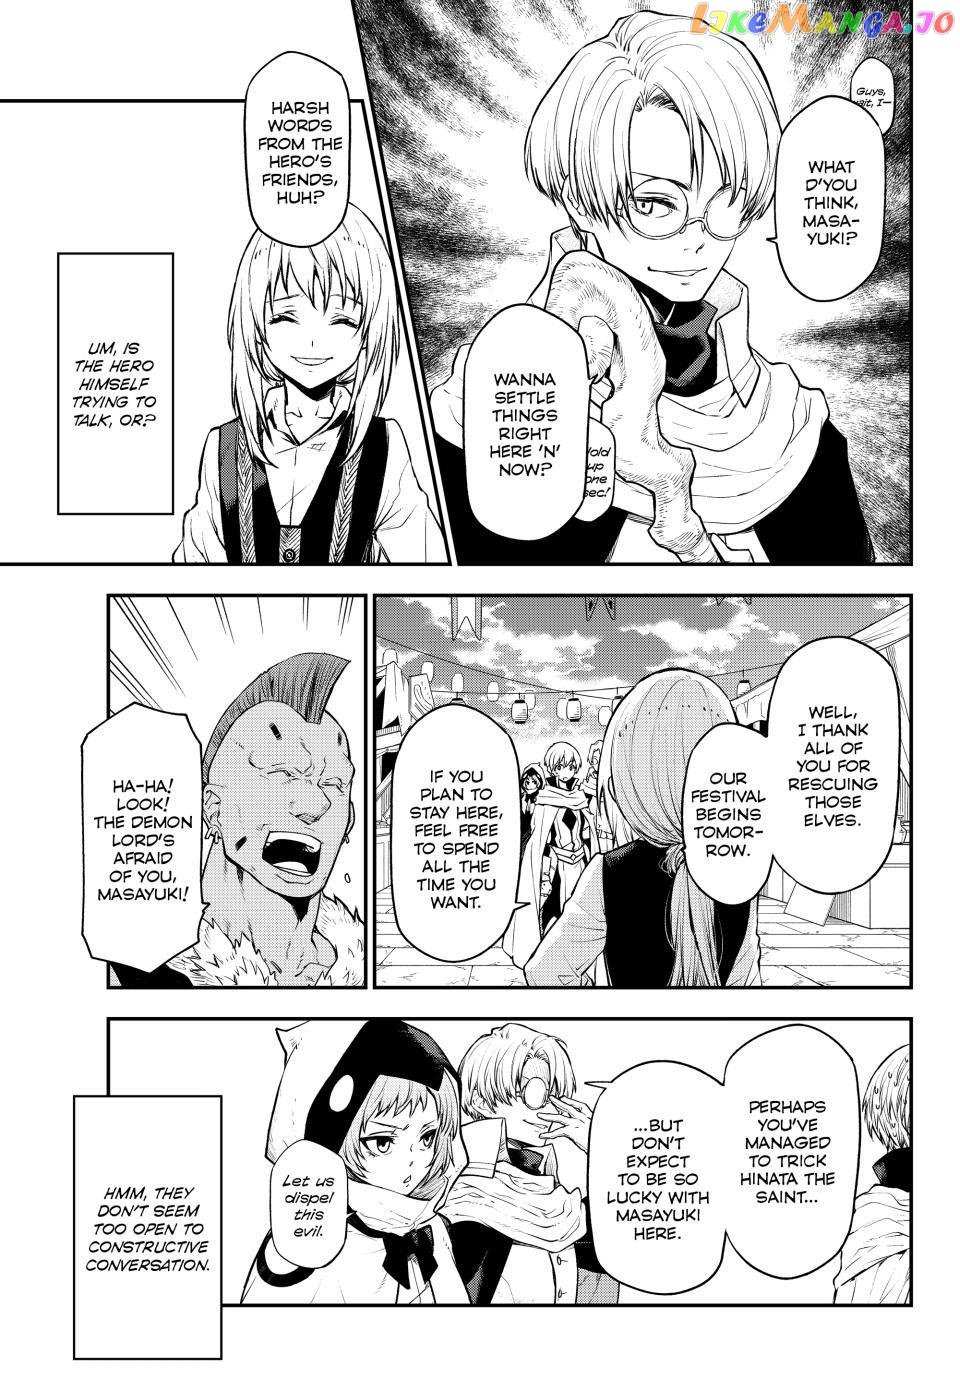 LIKEMANGA.IO
Guys,
wait, I—
WHAT
D'YOU
THINK,
MASA-
YUKI?
WANNA
SETTLE
THINGS
RIGHT
HERE 'N'
NOW?
Hold
up
one
sec!
HARSH
WORDS
FROM THE
HERO'S
FRIENDS,
HUH?
UM, IS
THE HERO
HIMSELF
TRYING TO
TALK, OR?
WELL,
I THANK
ALL OF
YOU FOR
RESCUING
THOSE
ELVES.
OUR
FESTIVAL
BEGINS
TOMOR-
ROW.
IF YOU
PLAN TO
STAY HERE,
FEEL FREE
TO SPEND
ALL THE
TIME YOU
WANT.
HA-HA!
LOOK!
THE DEMON
LORD'S
AFRAID
OF YOU,
MASAYUKI!
PERHAPS
YOU'VE
MANAGED
TO TRICK
HINATA THE
SAINT...
...BUT
DON'T
EXPECT
TO BE SO
LUCKY WITH
MASAYUKI
HERE.
Let us
dispel
this
evil.
HMM, THEY
DON'T SEEM
TOO OPEN TO
CONSTRUCTIVE
CONVERSATION.